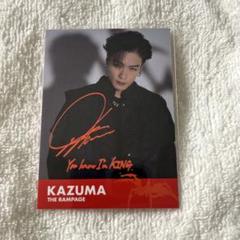 You know I'm KING.
KAZUMA
THE RAMPAGE